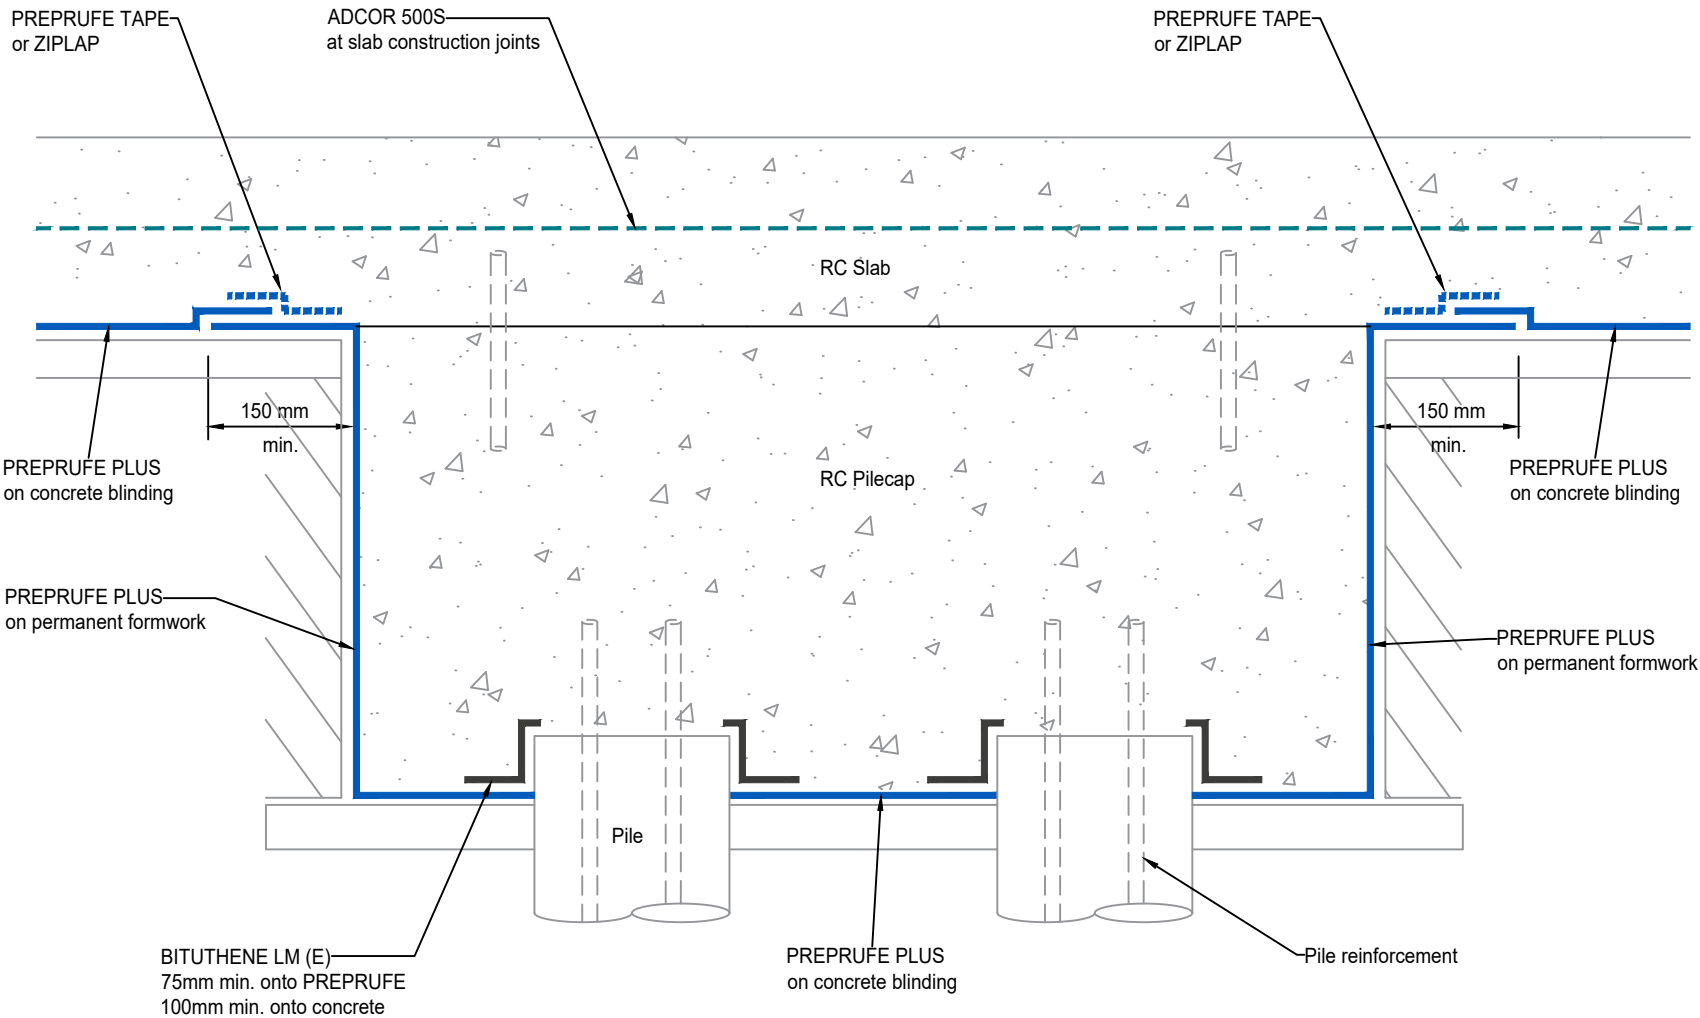 PREPRUFE TAPE
or ZIPLAP
ADCOR 500S
at slab construction joints
PREPRUFE TAPE
or ZIPLAP
RC Slab
150 mm
min.
150 mm
min.
PREPRUFE PLUS
on concrete blinding
RC Pilecap
PREPRUFE PLUS
on concrete blinding
PREPRUFE PLUS
on permanent formwork
PREPRUFE PLUS
on permanent formwork
Pile
BITUTHENE LM (E)
75mm min. onto PREPRUFE
100mm min. onto concrete
PREPRUFE PLUS
on concrete blinding
Pile reinforcement